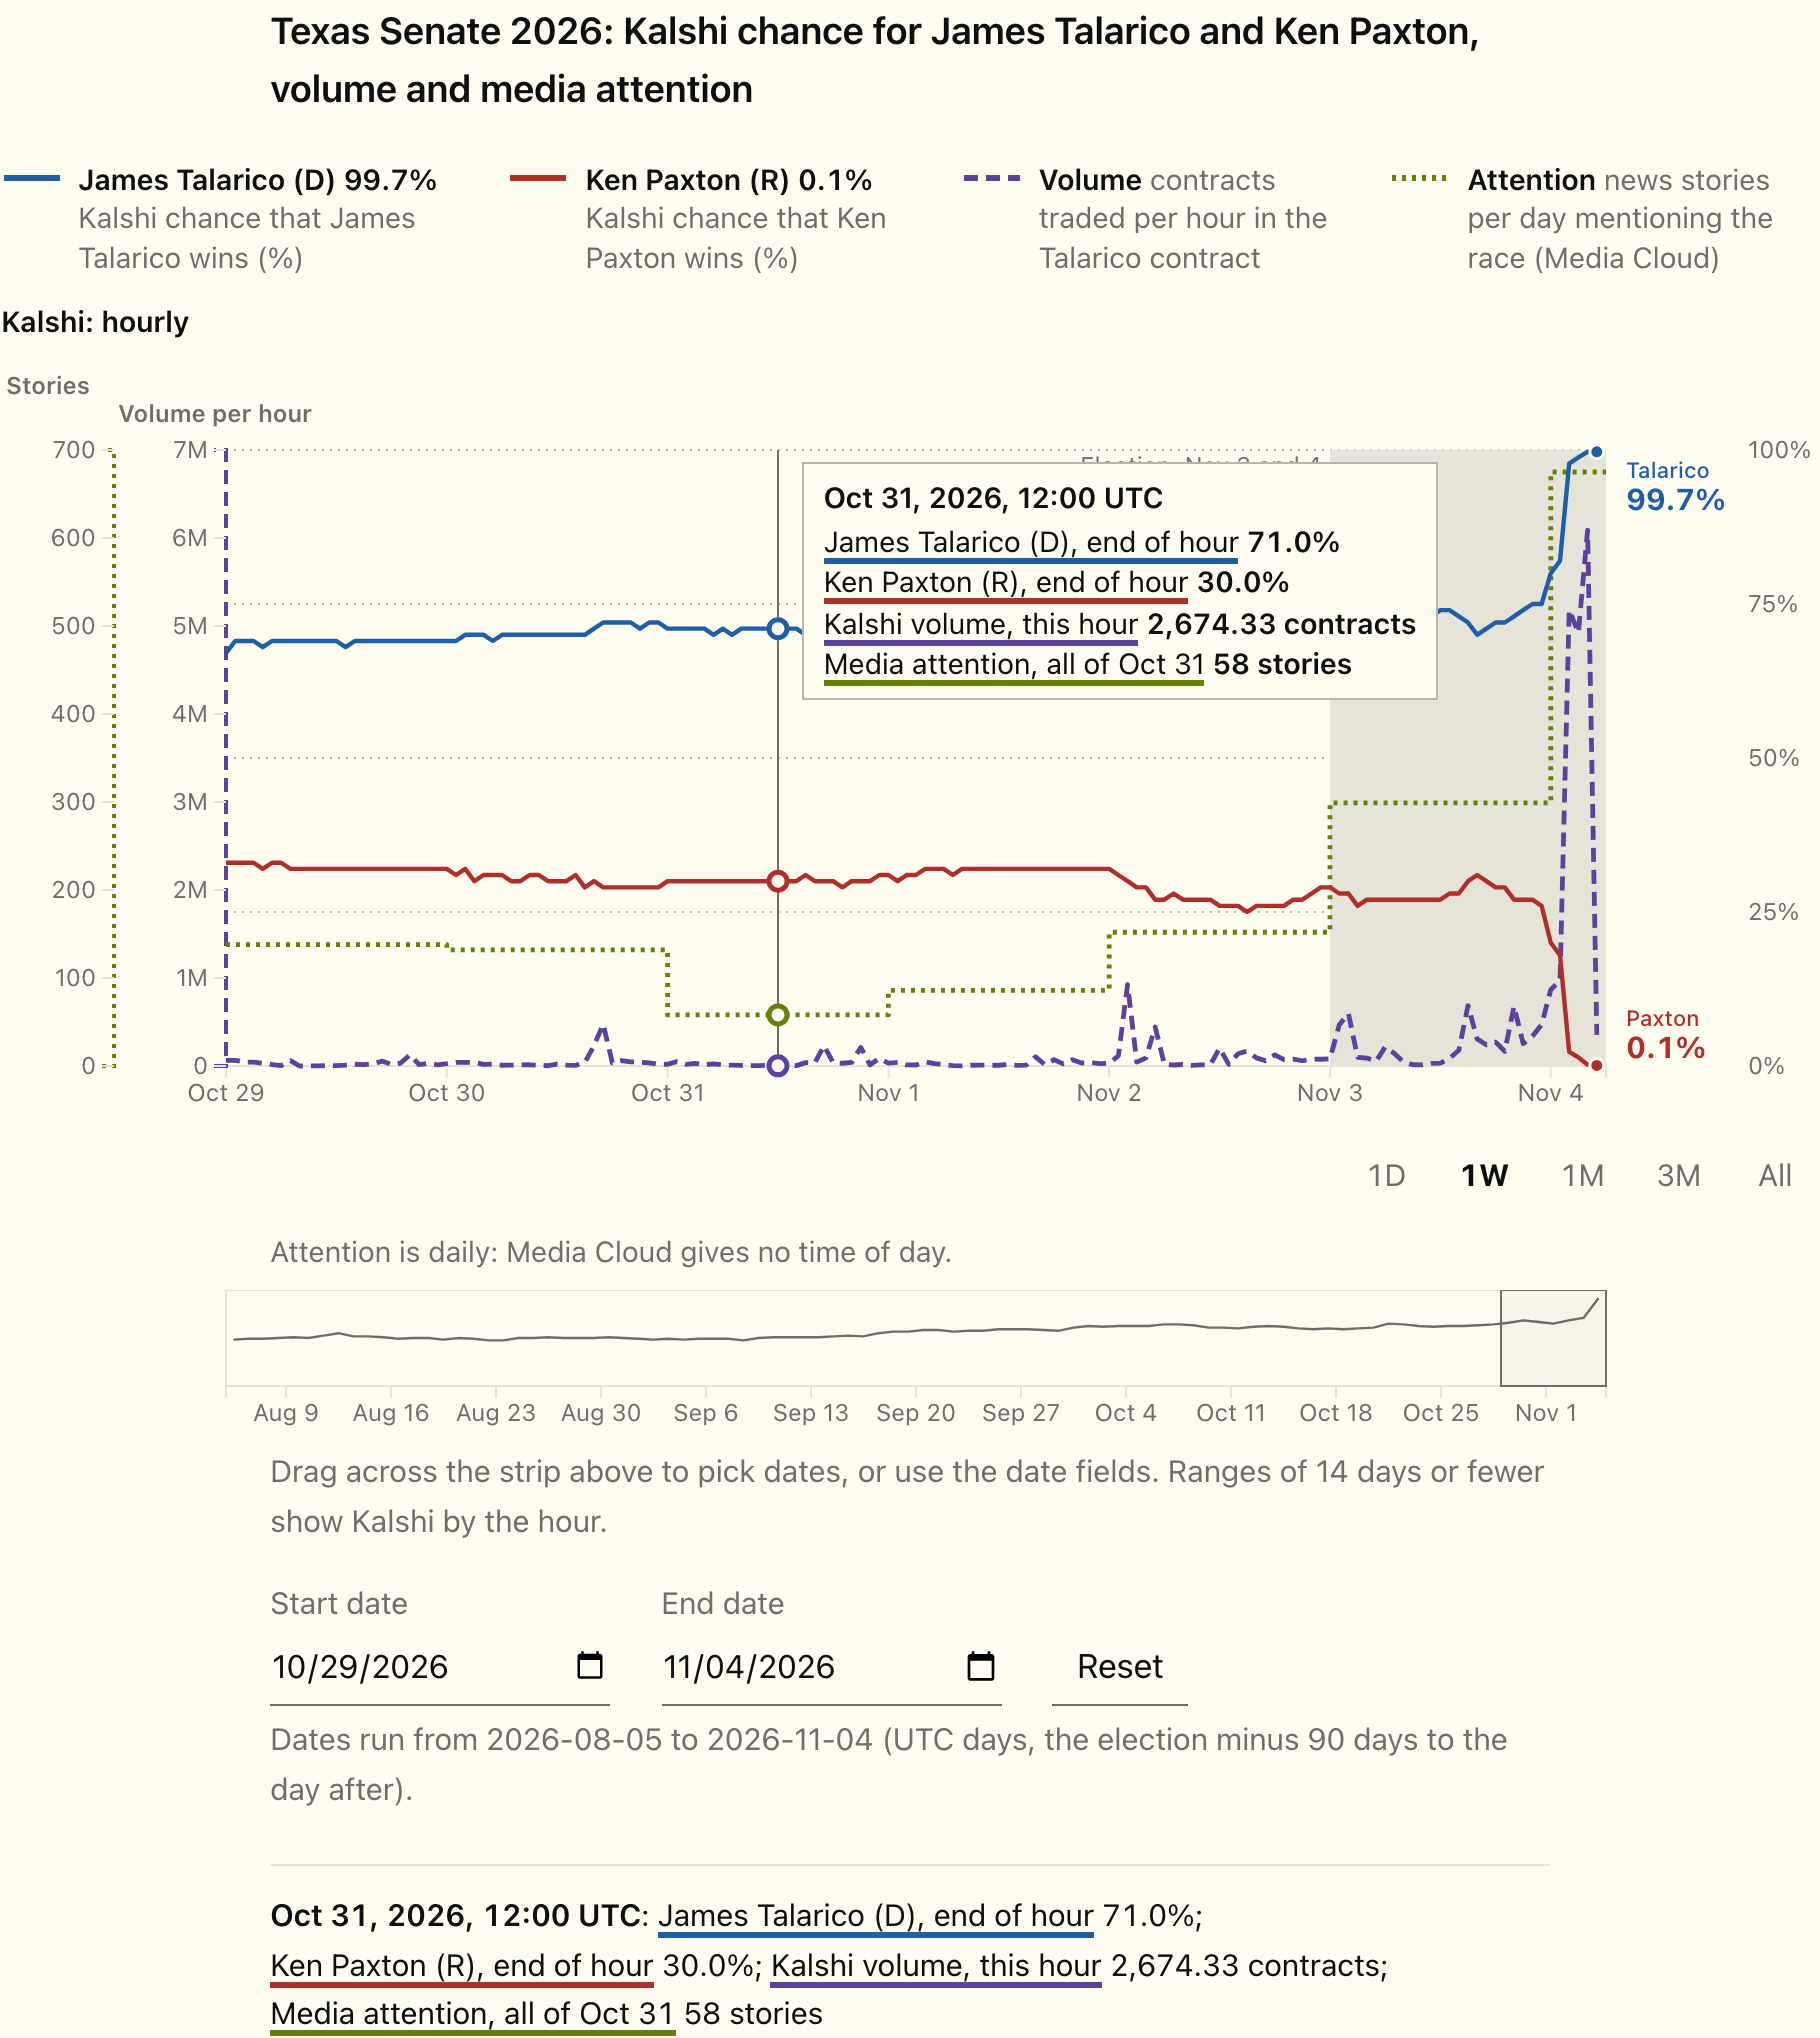 Texas Senate 2026: Kalshi chance for James Talarico and Ken Paxton,
volume and media attention
James Talarico (D) 99.7%
Kalshi chance that James
Talarico wins (%)
Ken Paxton (R) 0.1%
Kalshi chance that Ken
Paxton wins (%)
Volume contracts
traded per hour in the
Talarico contract
Attention news stories
per day mentioning the
race (Media Cloud)
Kalshi: hourly
Stories
Volume per hour
700
600
500
400
300
200
100
0
7M
6M
5M
4M
3M
2M
1M
0
100%
75%
50%
25%
0%
Oct 31, 2026, 12:00 UTC
James Talarico (D), end of hour 71.0%
Ken Paxton (R), end of hour 30.0%
Kalshi volume, this hour 2,674.33 contracts
Media attention, all of Oct 31 58 stories
Talarico
99.7%
Paxton
0.1%
Oct 29
Oct 30
Oct 31
Nov 1
Nov 2
Nov 3
Nov 4
1D 1W 1M 3M All
Attention is daily: Media Cloud gives no time of day.
Aug 9 Aug 16 Aug 23 Aug 30 Sep 6 Sep 13 Sep 20 Sep 27 Oct 4 Oct 11 Oct 18 Oct 25 Nov 1
Drag across the strip above to pick dates, or use the date fields. Ranges of 14 days or fewer
show Kalshi by the hour.
Start date
End date
10/29/2026
11/04/2026
Reset
Dates run from 2026-08-05 to 2026-11-04 (UTC days, the election minus 90 days to the
day after).
Oct 31, 2026, 12:00 UTC: James Talarico (D), end of hour 71.0%;
Ken Paxton (R), end of hour 30.0%; Kalshi volume, this hour 2,674.33 contracts;
Media attention, all of Oct 31 58 stories